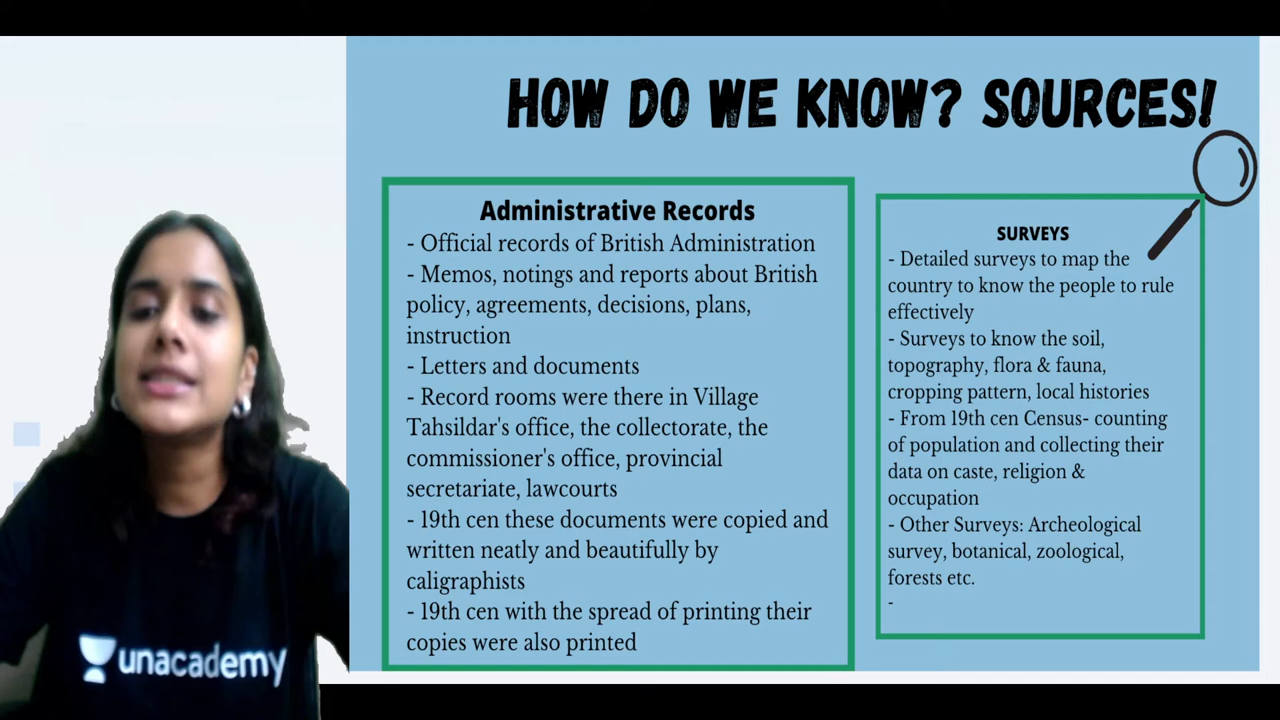 HOW DO WE KNOW? SOURCES!
Administrative Records
- Official records of British Administration
- Memos, notings and reports about British
policy, agreements, decisions, plans,
instruction
- Letters and documents
- Record rooms were there in Village
Tahsildar's office, the collectorate, the
commissioner's office, provincial
secretariate, lawcourts
- 19th cen these documents were copied and
written neatly and beautifully by
caligraphists
- 19th cen with the spread of printing their
copies were also printed
SURVEYS
- Detailed surveys to map the
country to know the people to rule
effectively
- Surveys to know the soil,
topography, flora & fauna,
cropping pattern, local histories
- From 19th cen Census- counting
of population and collecting their
data on caste, religion &
occupation
- Other Surveys: Archeological
survey, botanical, zoological,
forests etc.
-
unacademy